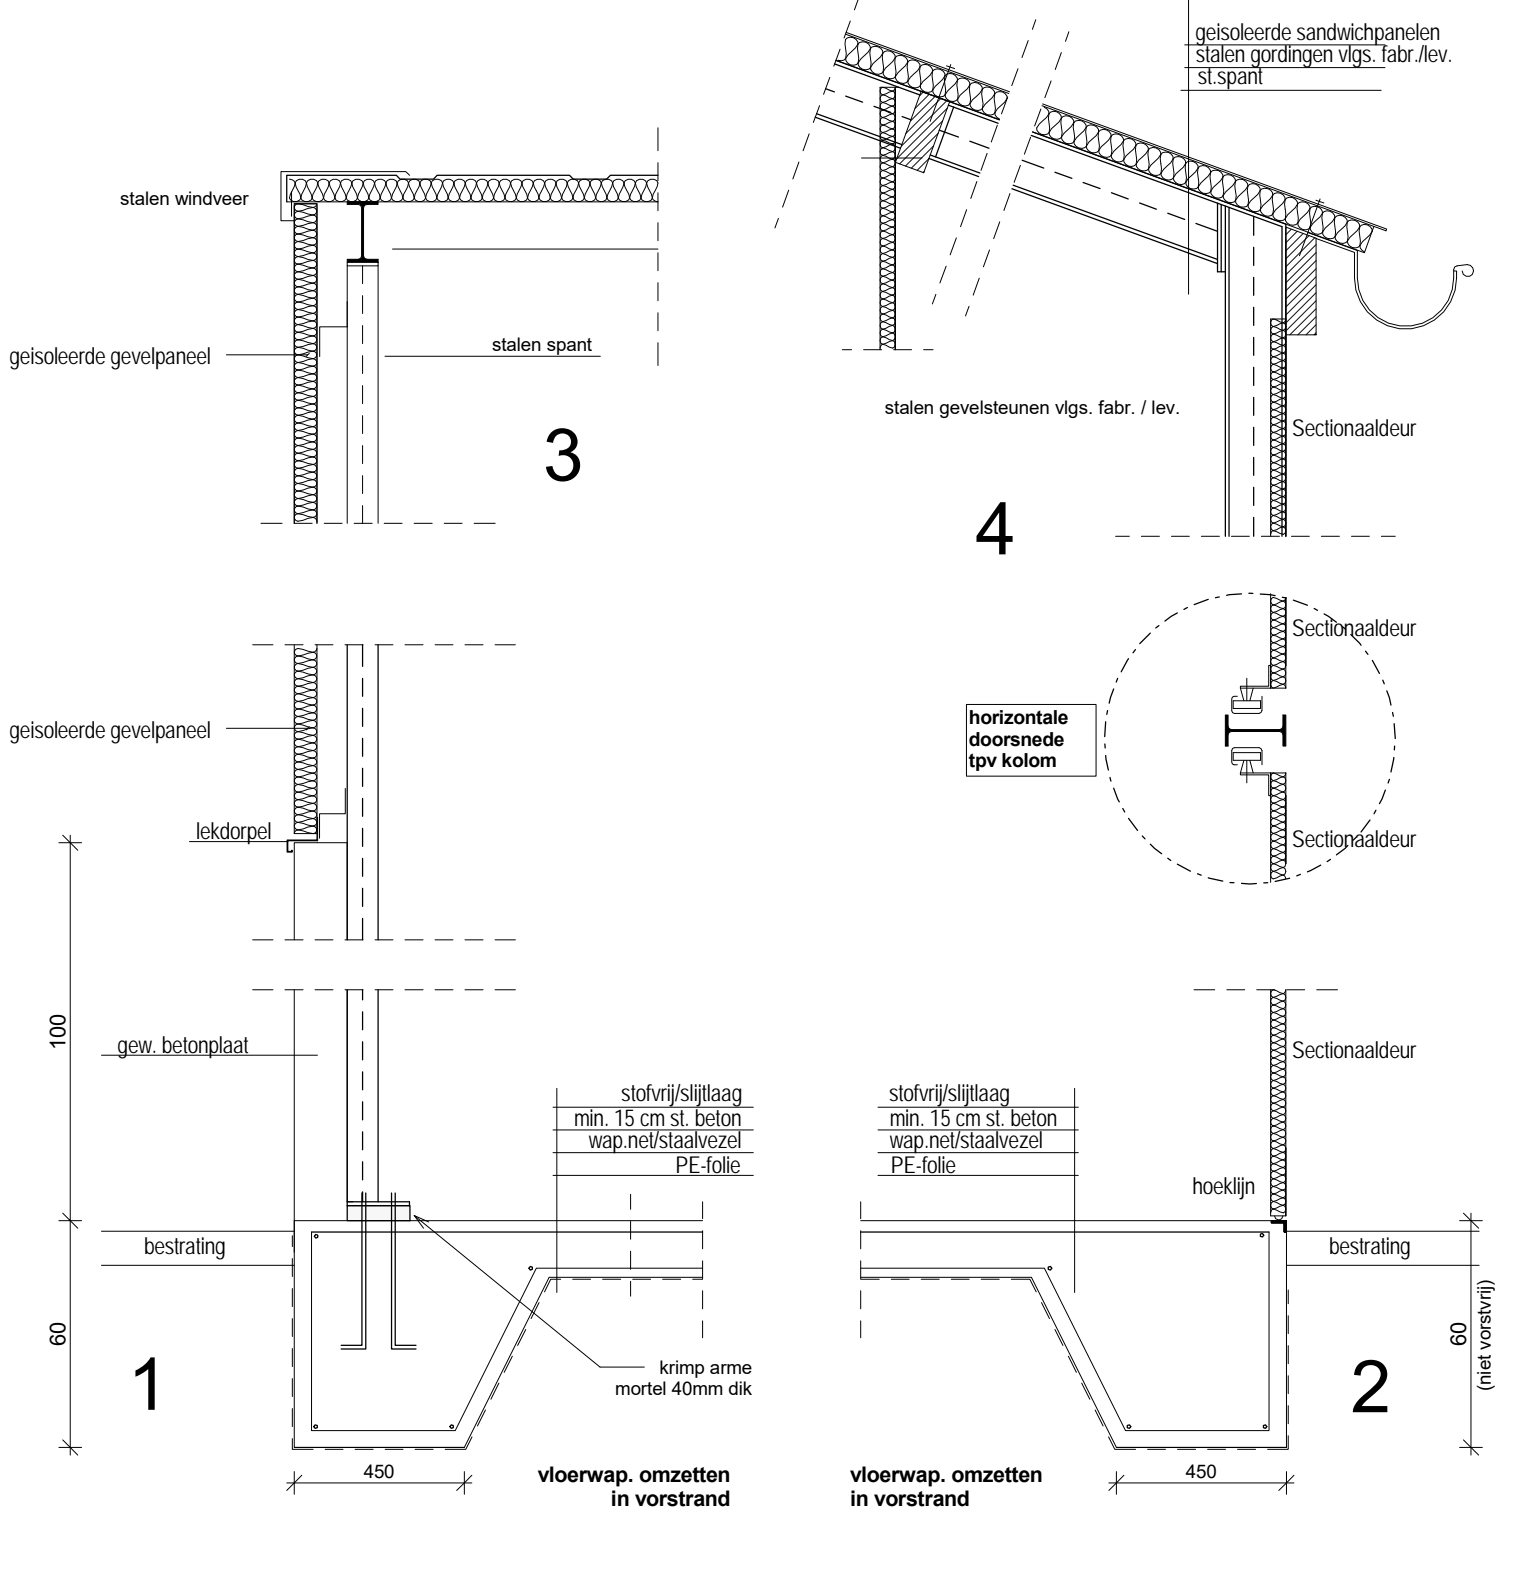 geisoleerde sandwichpanelen
stalen gordingen vlgs. fabr./lev.
st.spant
stalen windveer
geisoleerde gevelpaneel
stalen spant
3
stalen gevelsteunen vlgs. fabr. / lev.
Sectionaaldeur
4
Sectionaaldeur
horizontale
doorsnede
tpv kolom
Sectionaaldeur
geisoleerde gevelpaneel
lekdorpel
100
gew. betonplaat
stofvrij/slijtlaag
min. 15 cm st. beton
wap.net/staalvezel
PE-folie
bestrating
60
1
krimp arme
mortel 40mm dik
450
vloerwap. omzetten
in vorstrand
stofvrij/slijtlaag
min. 15 cm st. beton
wap.net/staalvezel
PE-folie
Sectionaaldeur
hoeklijn
bestrating
60
(niet vorstvrij)
2
450
vloerwap. omzetten
in vorstrand